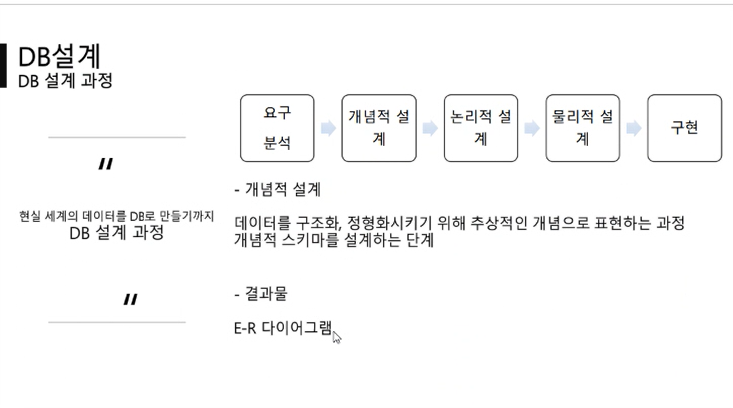 DB설계
DB 설계 과정
요구
분석
개념적 설
계
논리적 설
계
물리적 설
계
구현
"
현실 세계의 데이터를 DB로 만들기까지
DB 설계 과정
"
- 개념적 설계
데이터를 구조화, 정형화시키기 위해 추상적인 개념으로 표현하는 과정
개념적 스키마를 설계하는 단계
- 결과물
E-R 다이어그램